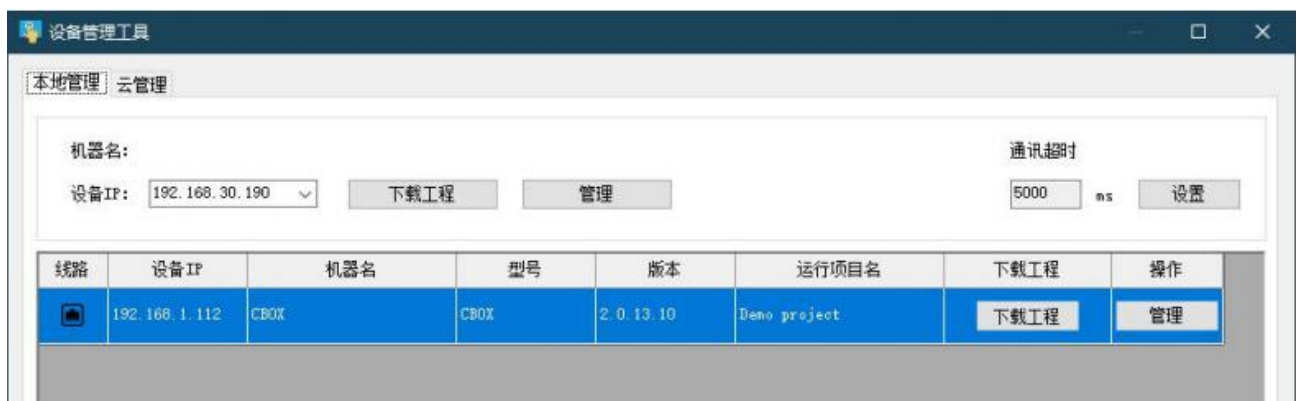 设备管理工具
本地管理 云管理
机器名: 通讯超时
设备IP: 192.168.30.190 下载工程 管理 5000 ms 设置
线路 设备IP 机器名 型号 版本 运行项目名 下载工程 操作
192.168.1.112 CBOX CBOX 2.0.13.10 Demo project 下载工程 管理